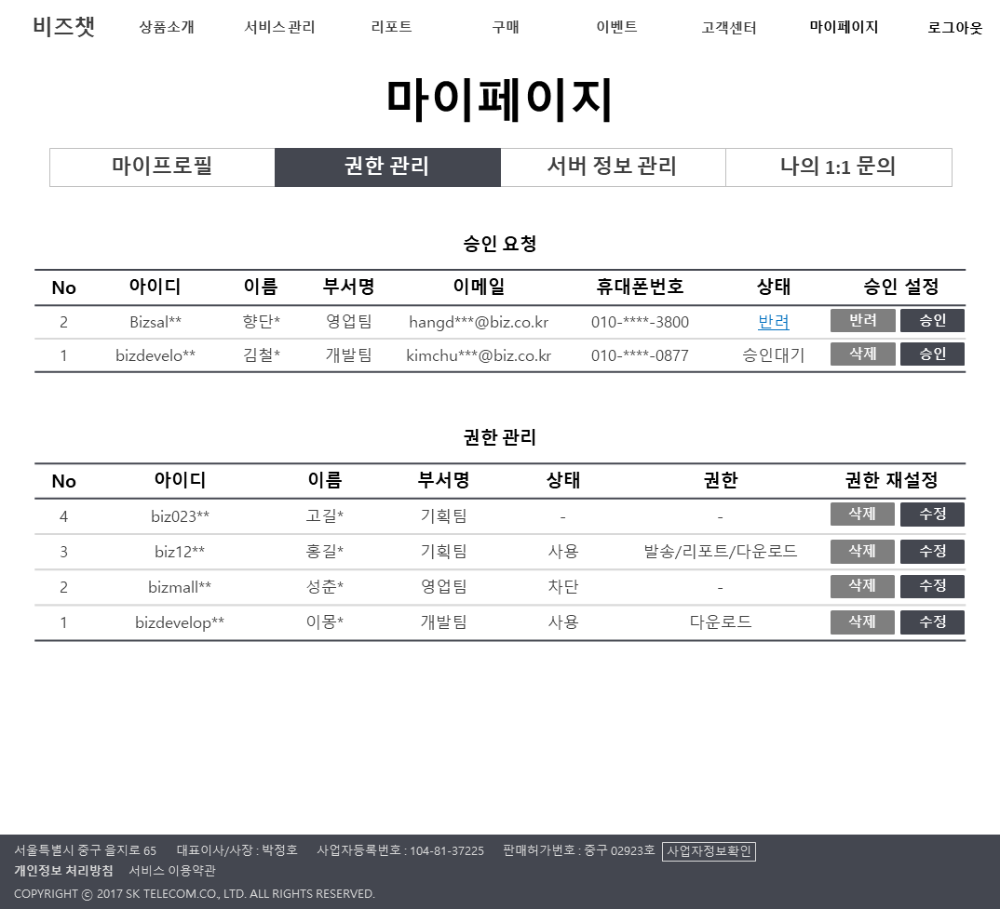 비즈챗 상품소개 서비스 관리 리포트 구매 이벤트 고객센터 마이페이지 로그아웃
마이페이지
마이프로필 권한 관리 서버 정보 관리 나의 1:1 문의
승인 요청
No 아이디 이름 부서명 이메일 휴대폰번호 상태 승인 설정
2 Bizsal** 향단* 영업팀 hangd***@biz.co.kr 010-****-3800 반려 반려 승인
1 bizdevelo** 김철* 개발팀 kimchu***@biz.co.kr 010-****-0877 승인대기 삭제 승인
권한 관리
No 아이디 이름 부서명 상태 권한 권한 재설정
4 biz023** 고길* 기획팀 - - 삭제 수정
3 biz12** 홍길* 기획팀 사용 발송/리포트/다운로드 삭제 수정
2 bizmall** 성춘* 영업팀 차단 - 삭제 수정
1 bizdevelop** 이몽* 개발팀 사용 다운로드 삭제 수정
서울특별시 중구 을지로 65 대표이사/사장 : 박정호 사업자등록번호 : 104-81-37225 판매허가번호 : 중구 02923호 사업자정보확인
개인정보 처리방침 서비스 이용약관
COPYRIGHT ⓒ 2017 SK TELECOM.CO., LTD. ALL RIGHTS RESERVED.